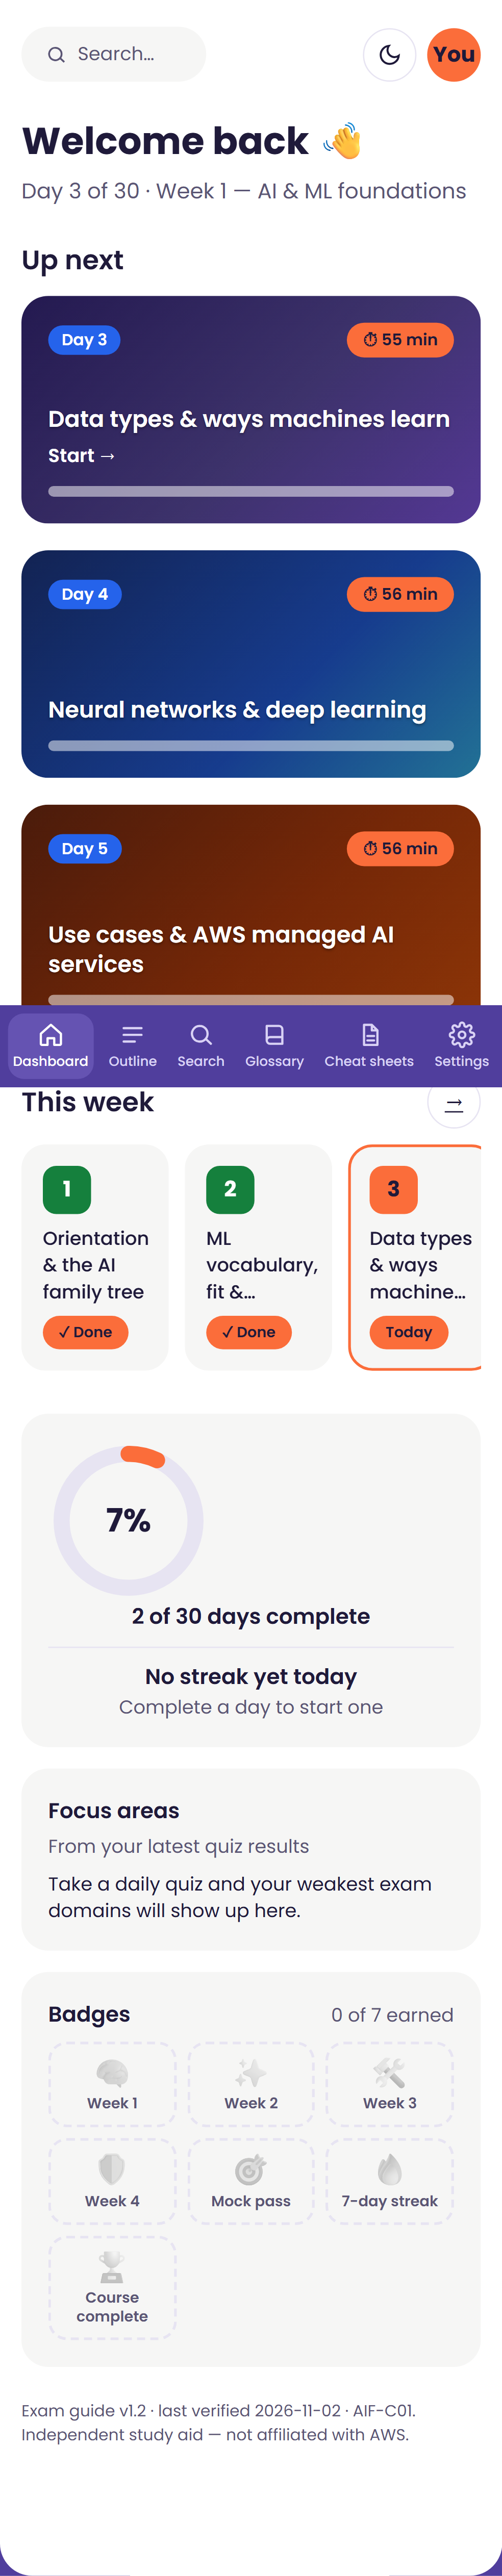 Search...
You
Welcome back 👋
Day 3 of 30 · Week 1 — AI & ML foundations
Up next
Day 3
⏱ 55 min
Data types & ways machines learn
Start →
Day 4
⏱ 56 min
Neural networks & deep learning
Day 5
⏱ 56 min
Use cases & AWS managed AI
services
Dashboard
Outline
Search
Glossary
Cheat sheets
Settings
This week
→
1
Orientation
& the AI
family tree
✓ Done
2
ML
vocabulary,
fit &...
✓ Done
3
Data types
& ways
machine...
Today
7%
2 of 30 days complete
No streak yet today
Complete a day to start one
Focus areas
From your latest quiz results
Take a daily quiz and your weakest exam
domains will show up here.
Badges
0 of 7 earned
Week 1
Week 2
Week 3
Week 4
Mock pass
7-day streak
Course
complete
Exam guide v1.2 · last verified 2026-11-02 · AIF-C01.
Independent study aid — not affiliated with AWS.